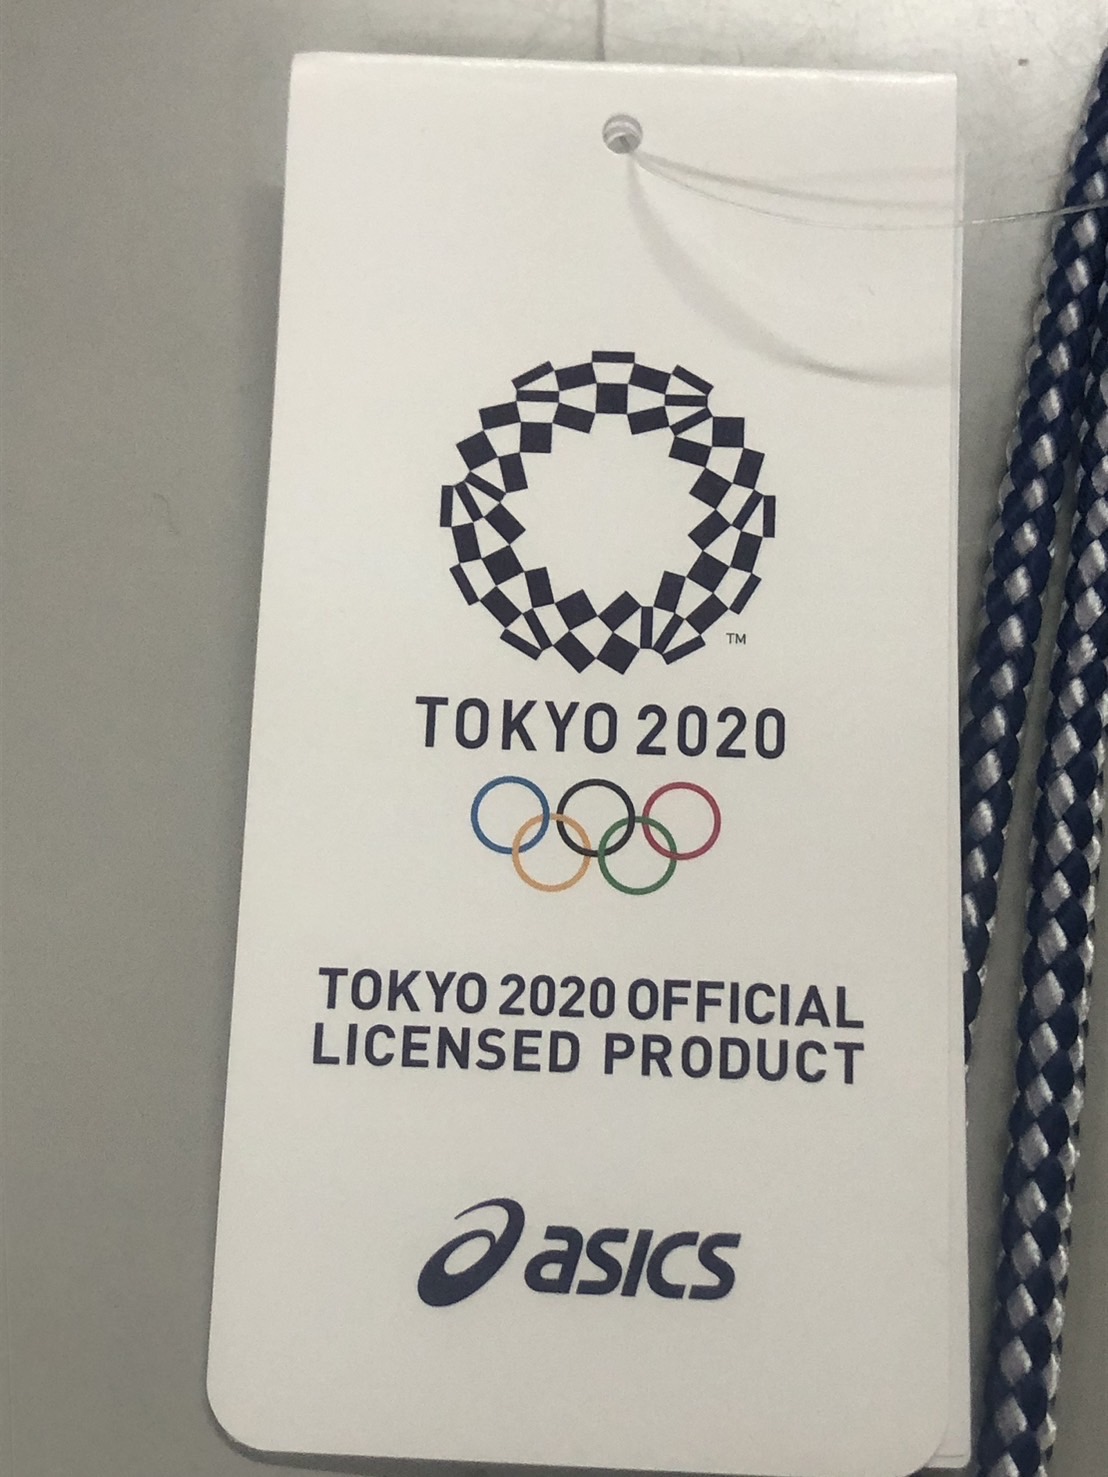 TM
TOKYO 2020
TOKYO 2020 OFFICIAL
LICENSED PRODUCT
asics